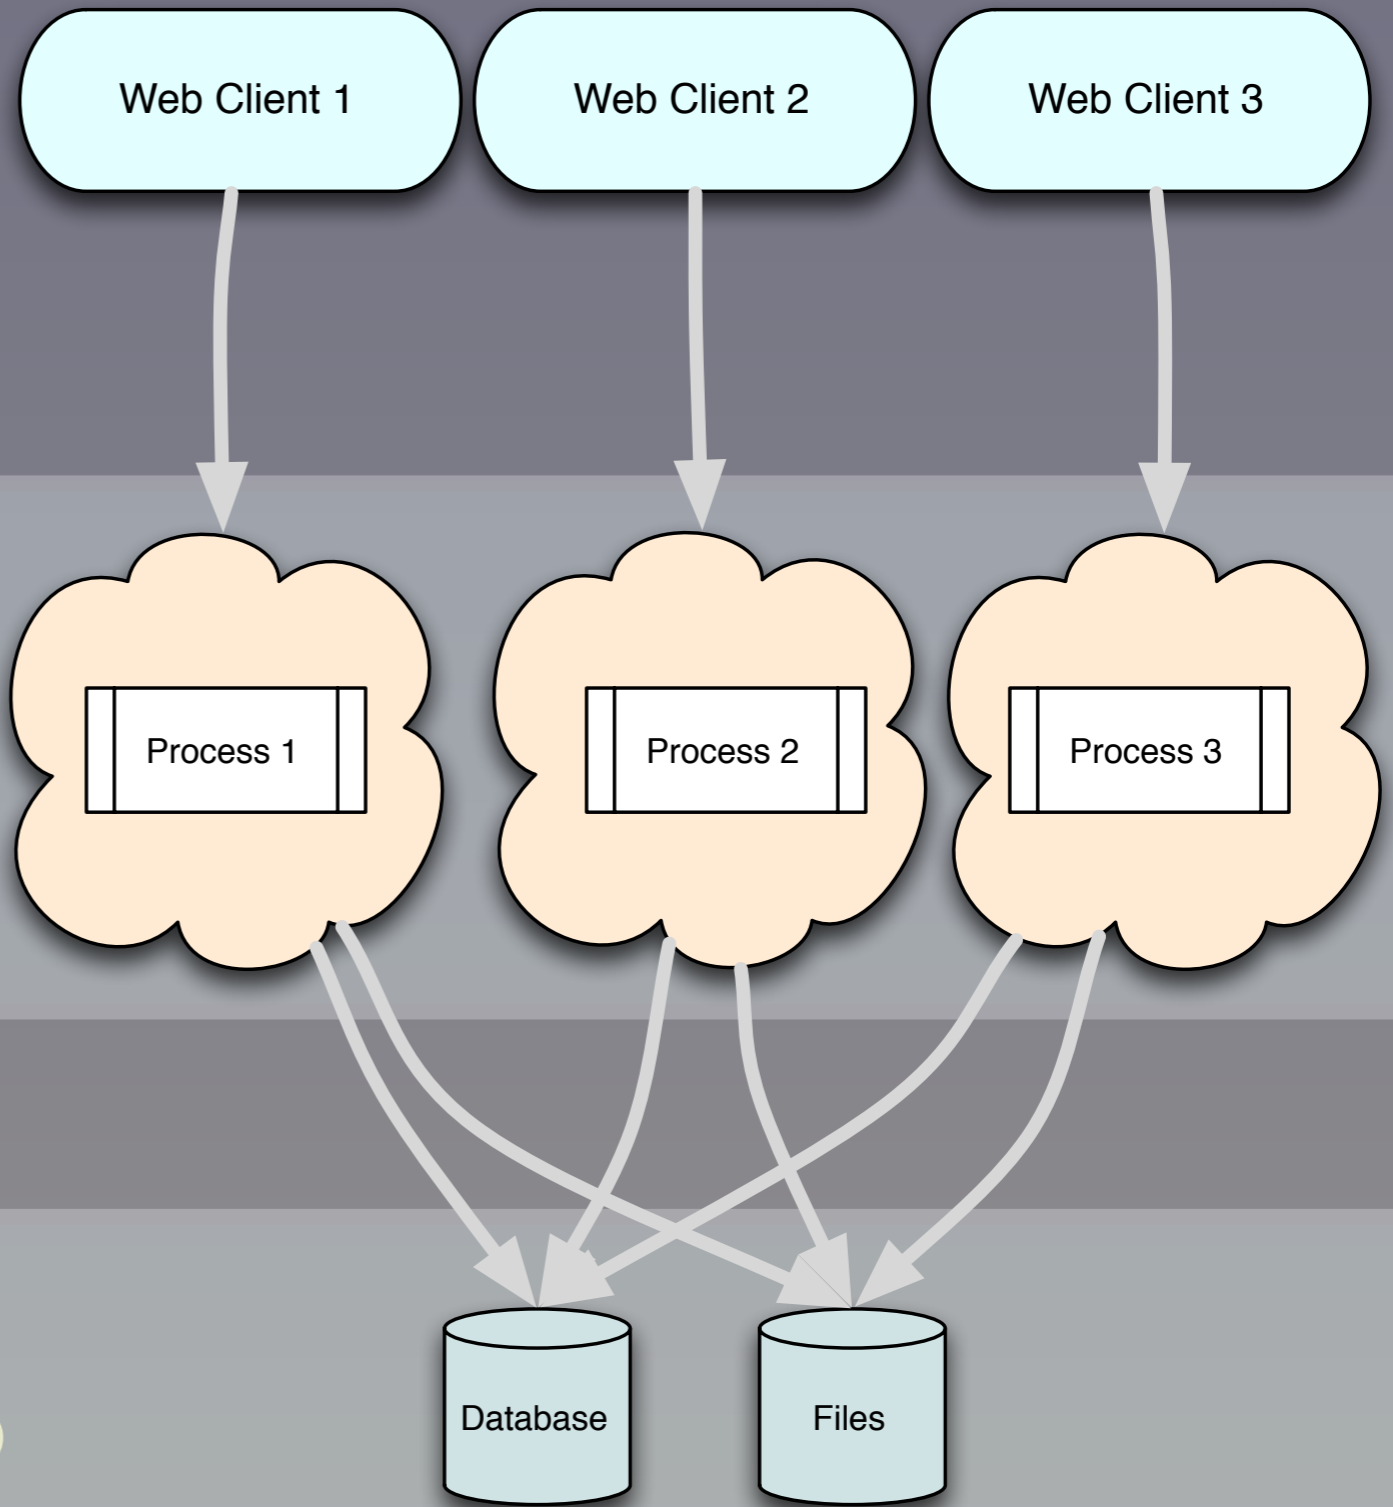 Web Client 1
Web Client 2
Web Client 3
Process 1
Process 2
Process 3
Database
Files